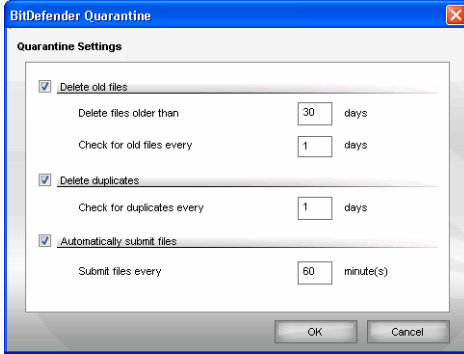 BitDefender Quarantine
Quarantine Settings
Delete old files
Delete files older than 30 days
Check for old files every 1 days
Delete duplicates
Check for duplicates every 1 days
Automatically submit files
Submit files every 60 minute(s)
OK Cancel